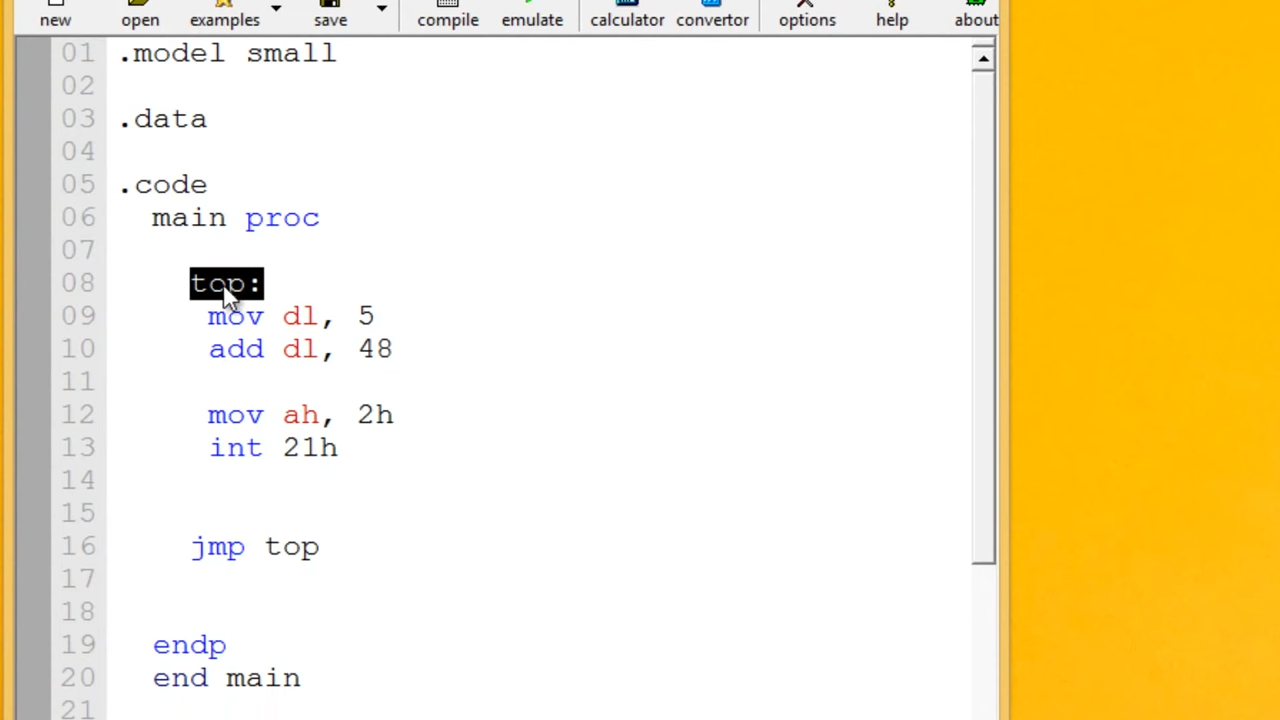 new open examples save compile emulate calculator convertor options help about
01 .model small
02
03 .data
04
05 .code
06 main proc
07
08 top:
09 mov dl, 5
10 add dl, 48
11
12 mov ah, 2h
13 int 21h
14
15
16 jmp top
17
18
19 endp
20 end main
21